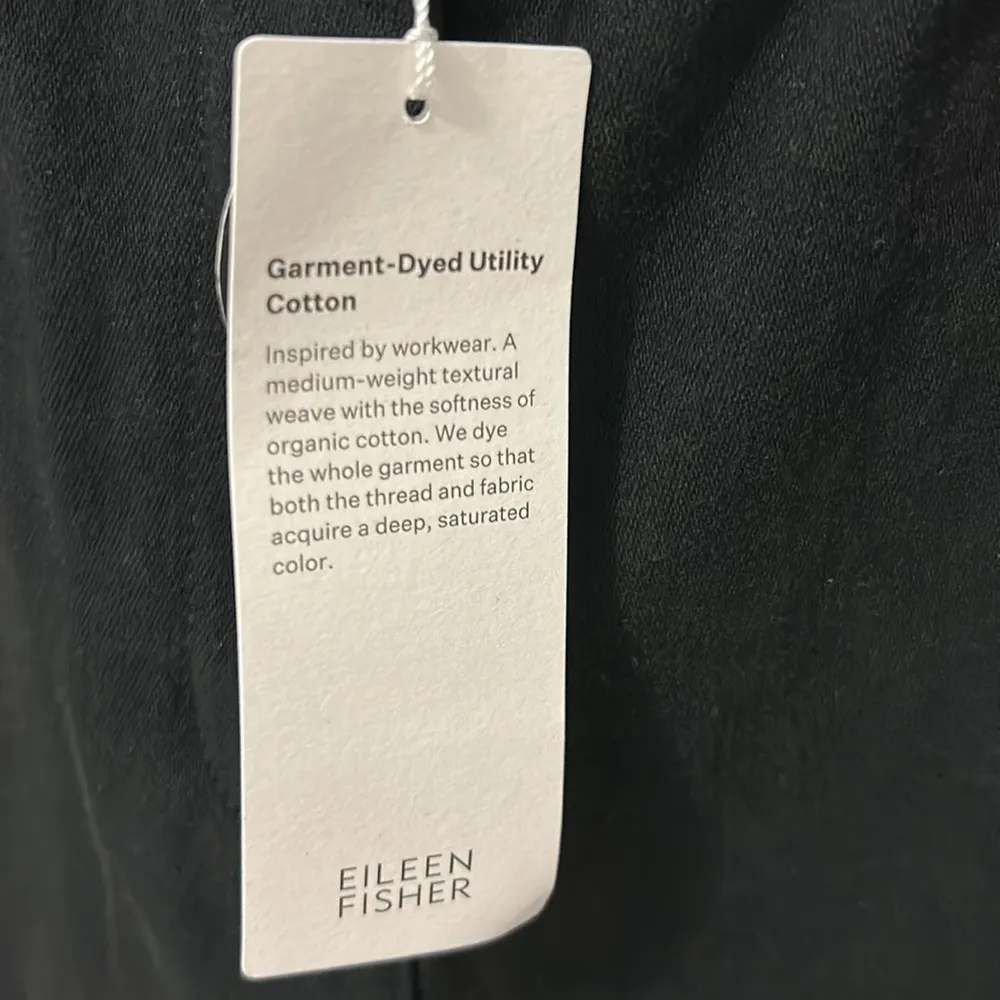 Garment-Dyed Utility
Cotton
Inspired by workwear. A
medium-weight textural
weave with the softness of
organic cotton. We dye
the whole garment so that
both the thread and fabric
acquire a deep, saturated
color.
EILEEN
FISHER